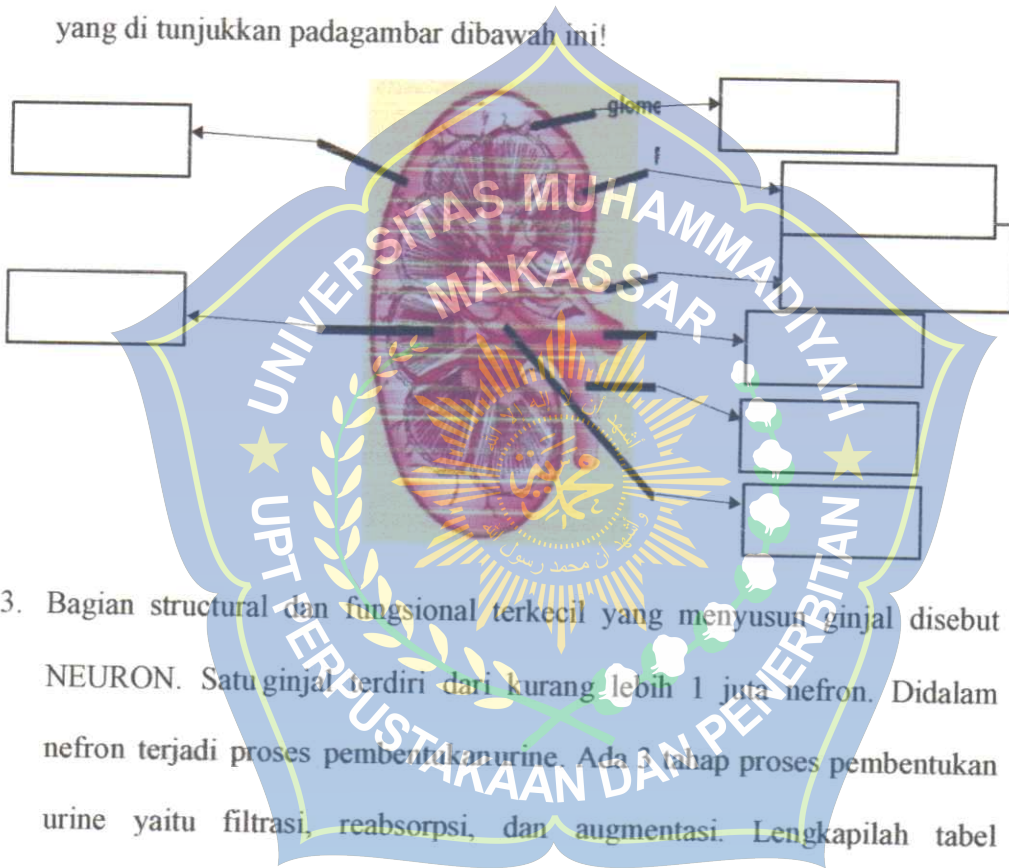 yang di tunjukkan padagambar dibawah ini!
glome
f
UNIVERSITAS MUHAMMADIYAH
MAKASSAR
3. Bagian structural dan fungsional terkecil yang menyusun ginjal disebut
NEURON. Satu ginjal terdiri dari kurang lebih 1 juta nefron. Didalam
nefron terjadi proses pembentukanurine. Ada 3 tahap proses pembentukan
urine yaitu filtrasi, reabsorpsi, dan augmentasi. Lengkapilah tabel
UPT PERPUSTAKAAN DAN PENERBITAN